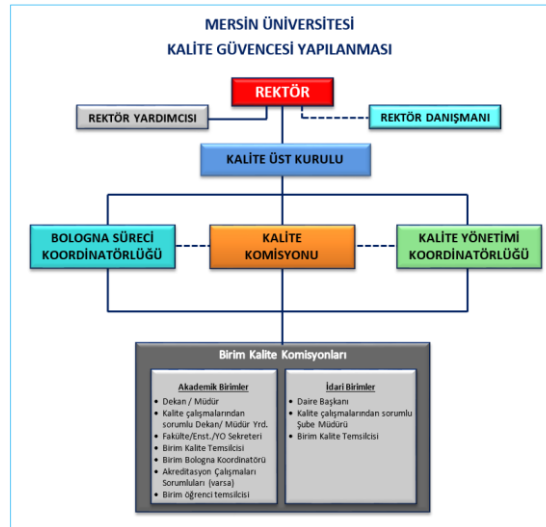 MERSİN ÜNİVERSİTESİ
KALİTE GÜVENCESİ YAPILANMASI
REKTÖR
REKTÖR YARDIMCISI
REKTÖR DANIŞMANI
KALİTE ÜST KURULU
BOLOGNA SÜRECİ
KOORDİNATÖRLÜĞÜ
KALİTE
KOMİSYONU
KALİTE YÖNETİMİ
KOORDİNATÖRLÜĞÜ
Birim Kalite Komisyonları
Akademik Birimler
• Dekan / Müdür
• Kalite çalışmalarından
sorumlu Dekan/ Müdür Yrd.
• Fakülte/Enst./YO Sekreteri
• Birim Kalite Temsilcisi
• Birim Bologna Koordinatörü
• Akreditasyon Çalışmaları
Sorumluları (varsa)
• Birim öğrenci temsilcisi
İdari Birimler
• Daire Başkanı
• Kalite çalışmalarından sorumlu
Şube Müdürü
• Birim Kalite Temsilcisi